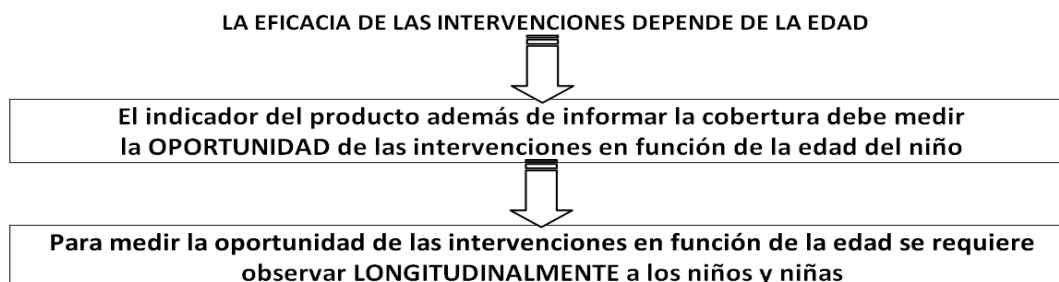 LA EFICACIA DE LAS INTERVENCIONES DEPENDE DE LA EDAD
El indicador del producto además de informar la cobertura debe medir
la OPORTUNIDAD de las intervenciones en función de la edad del niño
Para medir la oportunidad de las intervenciones en función de la edad se requiere
observar LONGITUDINALMENTE a los niños y niñas